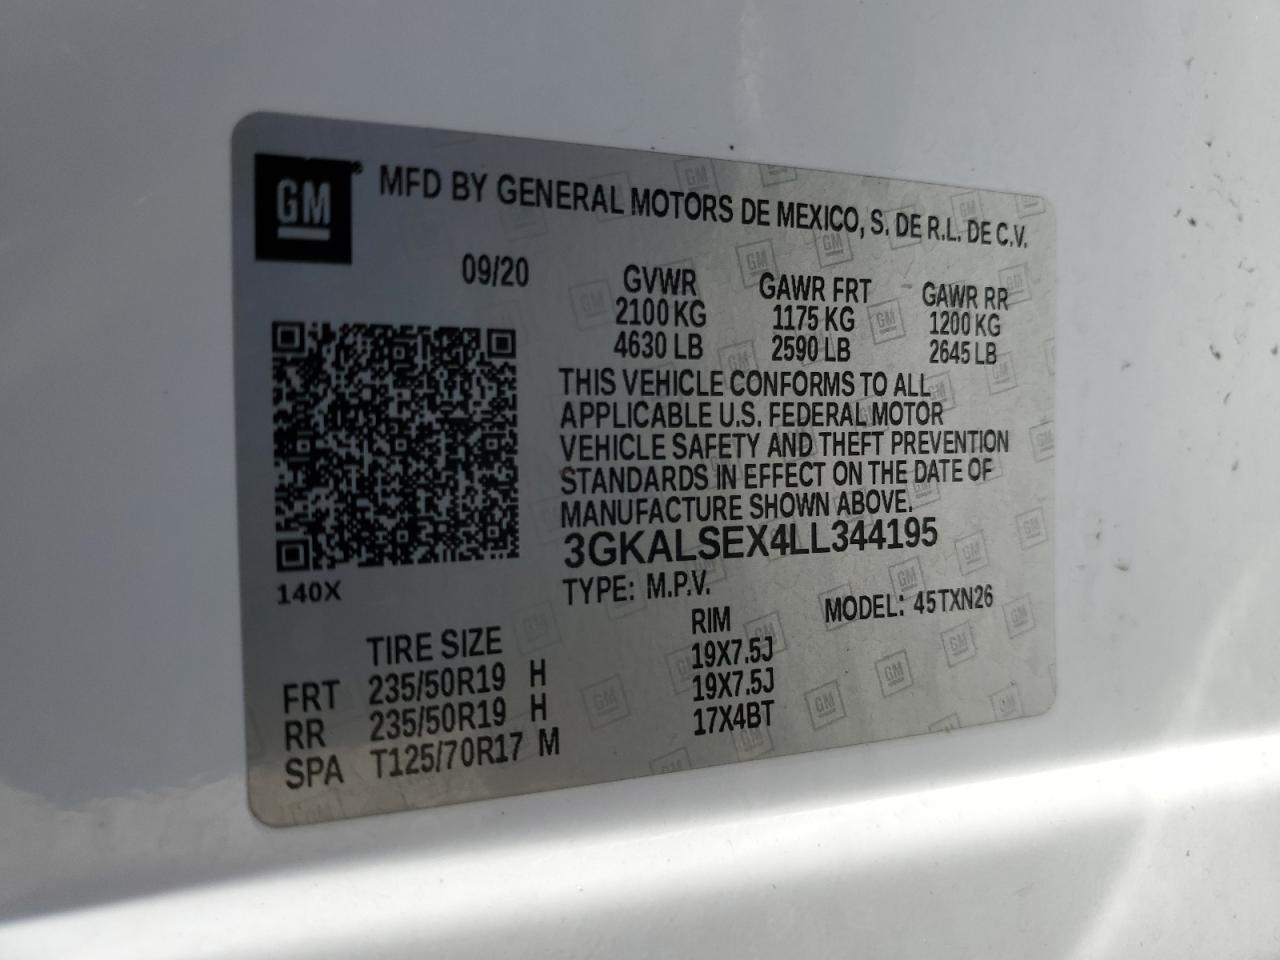 GM® MFD BY GENERAL MOTORS DE MEXICO, S. DE R.L. DE C.V.
09/20
GVWR GAWR FRT GAWR RR
2100 KG 1175 KG 1200 KG
4630 LB 2590 LB 2645 LB
THIS VEHICLE CONFORMS TO ALL
APPLICABLE U.S. FEDERAL MOTOR
VEHICLE SAFETY AND THEFT PREVENTION
STANDARDS IN EFFECT ON THE DATE OF
MANUFACTURE SHOWN ABOVE.
3GKALSEX4LL344195
140X
TYPE: M.P.V. MODEL: 45TXN26
TIRE SIZE RIM
FRT 235/50R19 H 19X7.5J
RR 235/50R19 H 19X7.5J
SPA T125/70R17 M 17X4BT